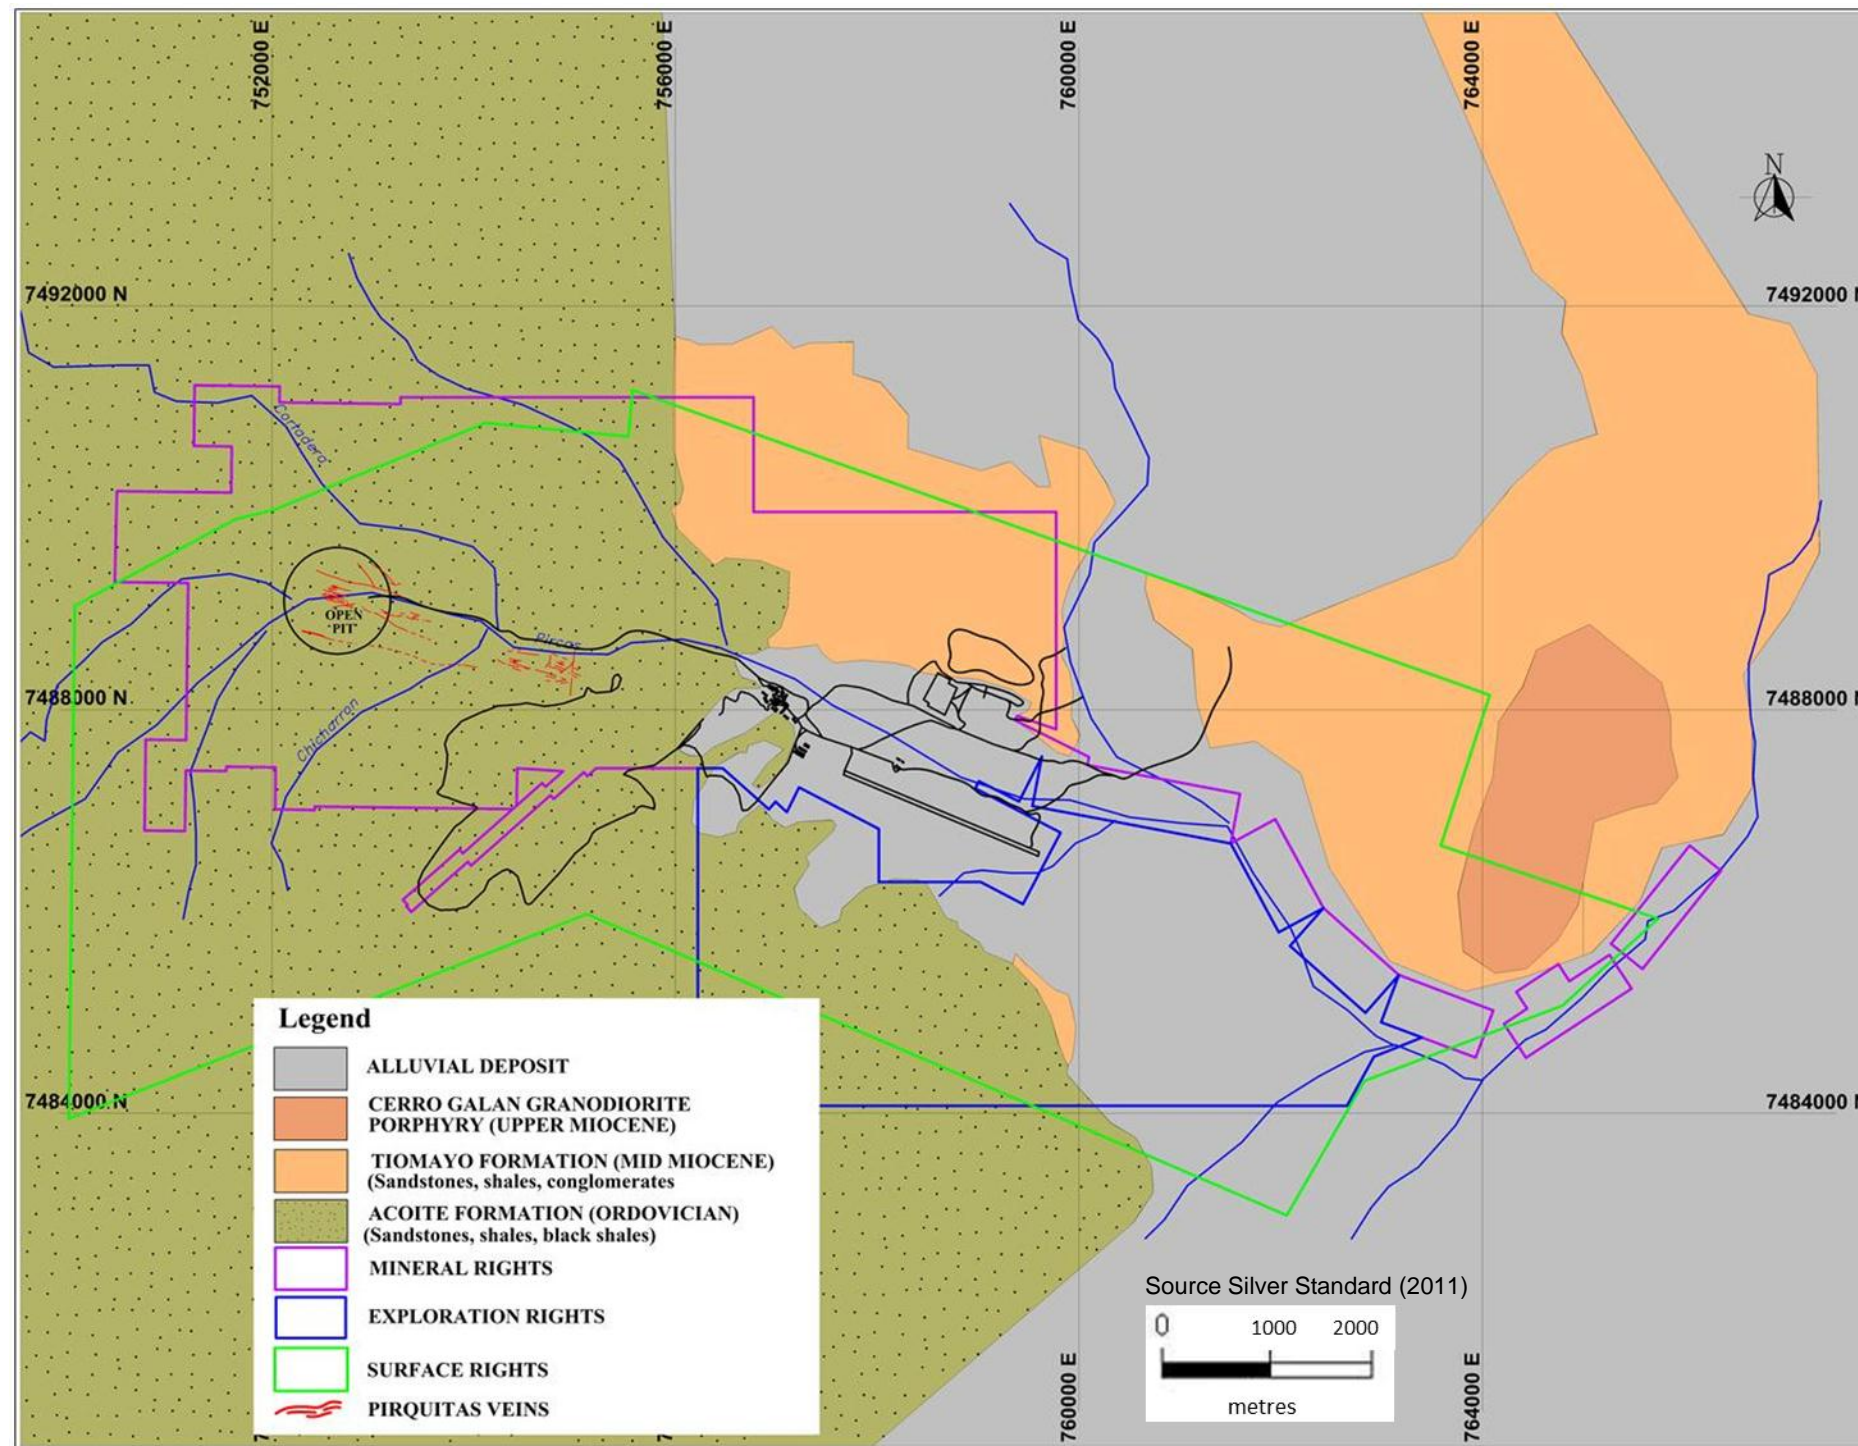 752000 E
756000 E
760000 E
764000 E
N
7492000 N
7492000 N
Cortadera
OPEN
PIT
Pircas
7488000 N
7488000 N
Chicharron
7484000 N
7484000 N
Legend
ALLUVIAL DEPOSIT
CERRO GALAN GRANODIORITE
PORPHYRY (UPPER MIOCENE)
TIOMAYO FORMATION (MID MIOCENE)
(Sandstones, shales, conglomerates
ACOITE FORMATION (ORDOVICIAN)
(Sandstones, shales, black shales)
MINERAL RIGHTS
EXPLORATION RIGHTS
SURFACE RIGHTS
PIRQUITAS VEINS
Source Silver Standard (2011)
0 1000 2000
metres
760000 E
764000 E